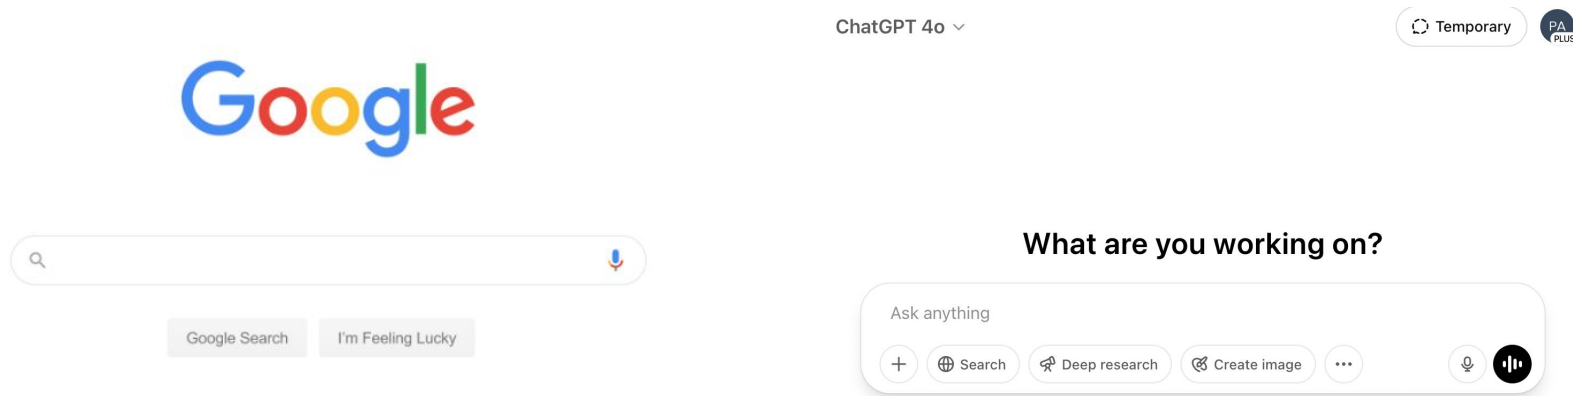 Google
Google Search
I'm Feeling Lucky
ChatGPT 4o
Temporary
PA
PLUS
What are you working on?
Ask anything
Search
Deep research
Create image